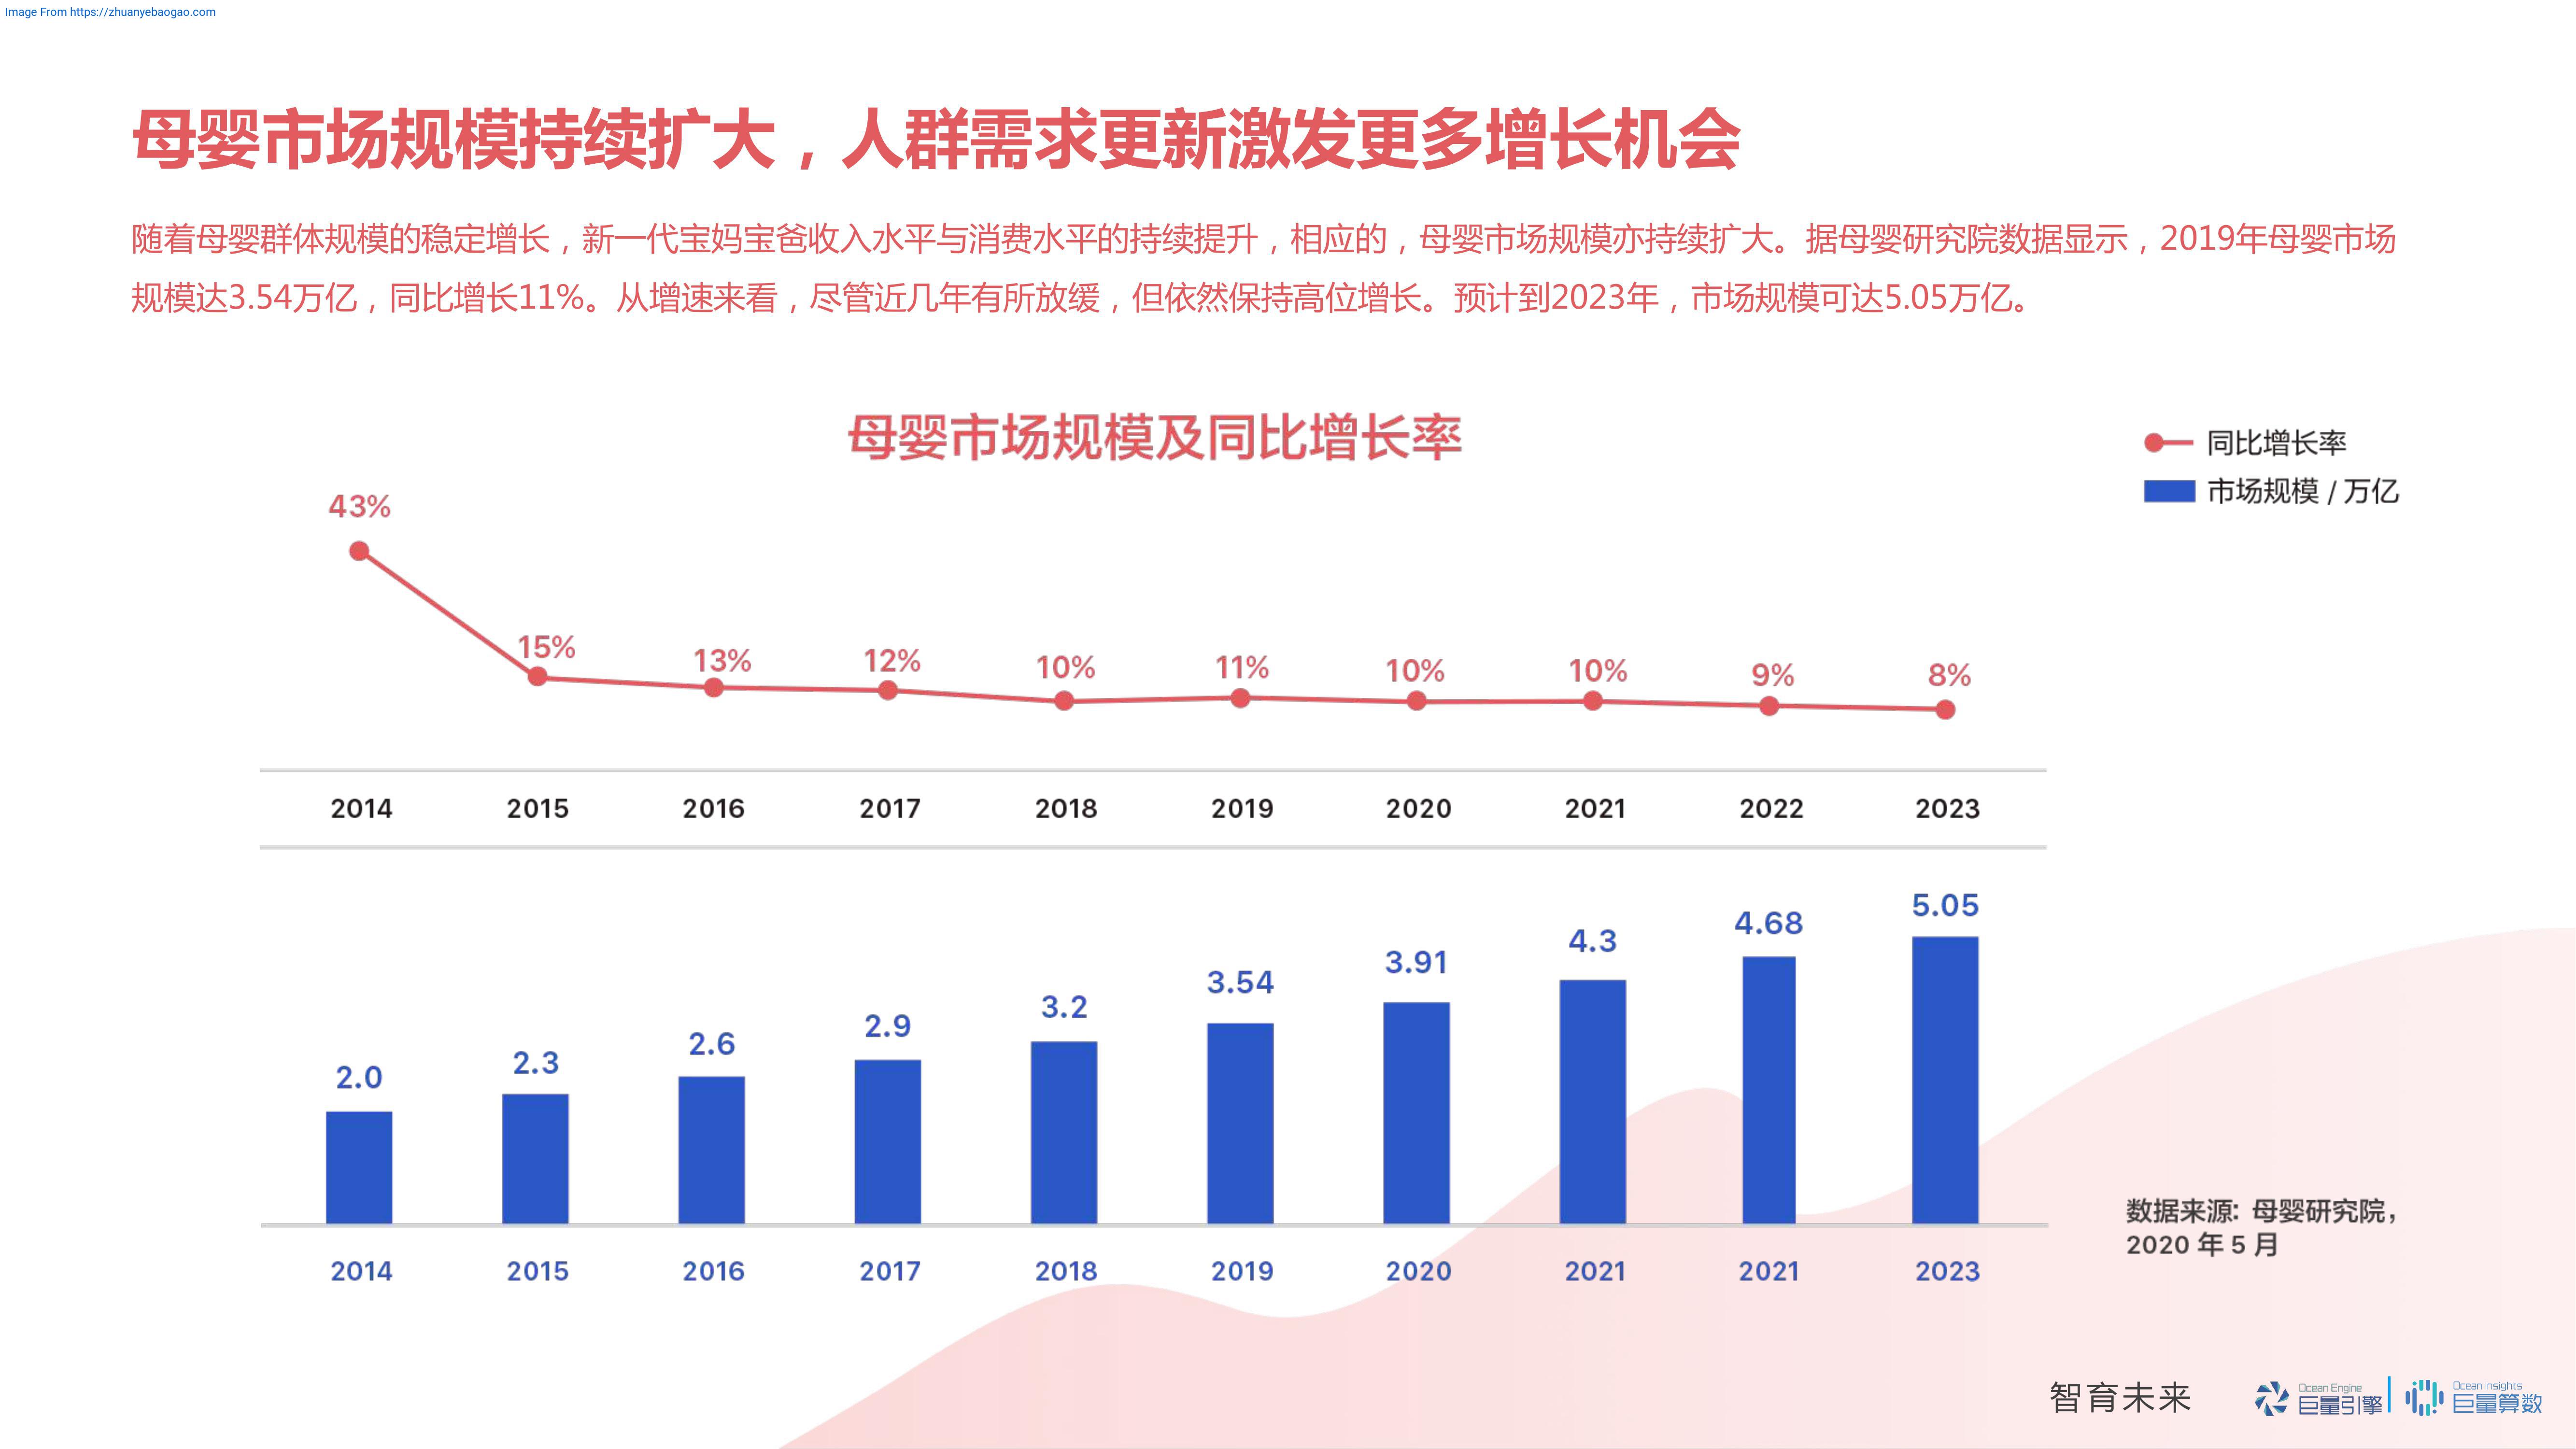 Image From https://zhuanyebaogao.com
母婴市场规模持续扩大，人群需求更新激发更多增长机会
随着母婴群体规模的稳定增长，新一代宝妈宝爸收入水平与消费水平的持续提升，相应的，母婴市场规模亦持续扩大。据母婴研究院数据显示，2019年母婴市场
规模达3.54万亿，同比增长11%。从增速来看，尽管近几年有所放缓，但依然保持高位增长。预计到2023年，市场规模可达5.05万亿。
母婴市场规模及同比增长率
同比增长率
市场规模 / 万亿
43% 15% 13% 12% 10% 11% 10% 10% 9% 8%
2014 2015 2016 2017 2018 2019 2020 2021 2022 2023
2.0 2.3 2.6 2.9 3.2 3.54 3.91 4.3 4.68 5.05
2014 2015 2016 2017 2018 2019 2020 2021 2021 2023
数据来源: 母婴研究院，
2020 年 5 月
智育未来
Ocean Engine
巨量引擎
Ocean Insights
巨量算数